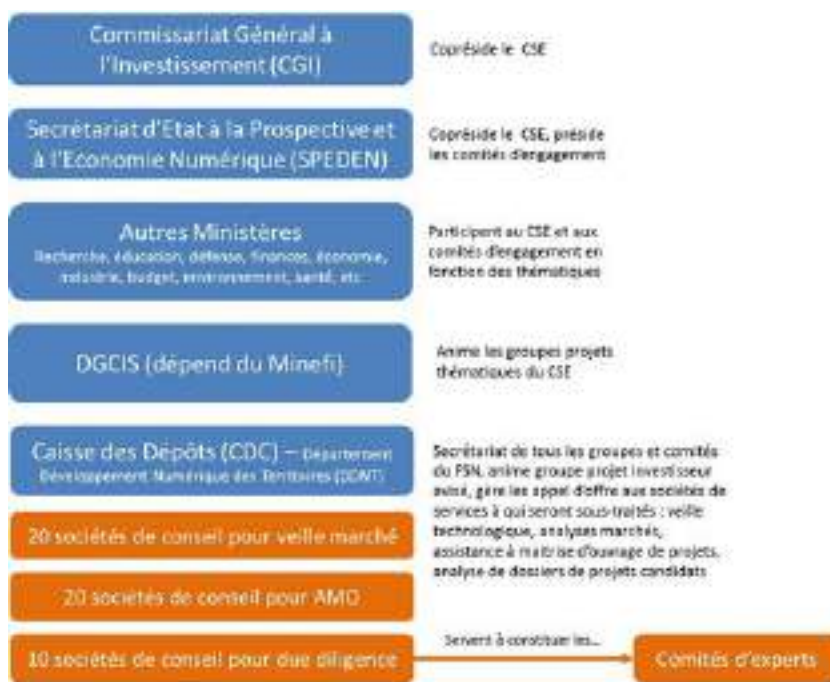 Commissariat Général à
l'Investissement (CGI)
Copréside le CSE
Secrétariat d'Etat à la Prospective et
à l'Economie Numérique (SPEDEN)
Copréside le CSE, préside
les comités d'engagement
Autres Ministères
Recherche, éducation, défense, finances, économie,
industrie, budget, environnement, santé, etc
Participent au CSE et aux
comités d'engagement en
fonction des thématiques
DGCIS (dépend du Minefi)
Anime les groupes projets
thématiques du CSE
Caisse des Dépôts (CDC) – Département
Développement Numérique des Territoires (DDNT)
Secrétariat de tous les groupes et comités
du FSN, anime groupe projet investisseur
avisé, gère les appel d'offre aux sociétés de
services à qui seront sous-traités : veille
technologique, analyses marchés,
assistance à maitrise d'ouvrage de projets,
analyse de dossiers de projets candidats
20 sociétés de conseil pour veille marché
20 sociétés de conseil pour AMO
10 sociétés de conseil pour due diligence
Servent à constituer les...
Comités d'experts